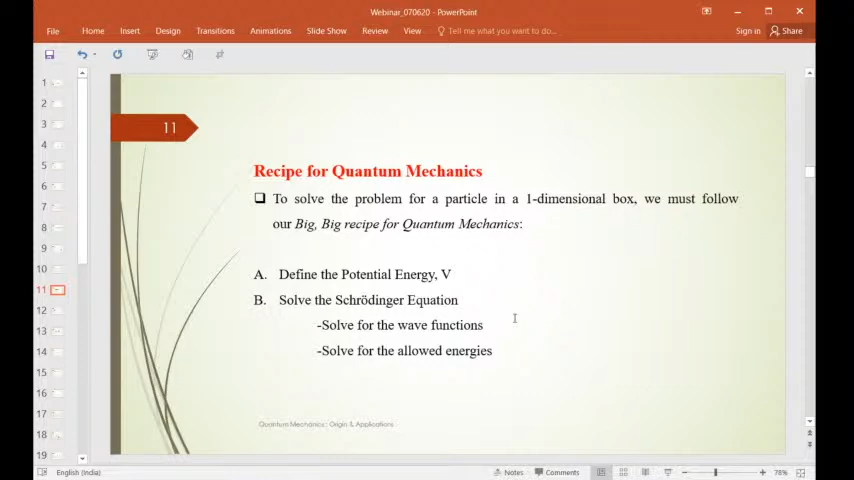 Webinar_070620 - PowerPoint
File Home Insert Design Transitions Animations Slide Show Review View Tell me what you want to do... Sign in Share
1
2
3
4
5
6
7
8
9
10
11
12
13
14
15
16
17
18
19
11
Recipe for Quantum Mechanics
To solve the problem for a particle in a 1-dimensional box, we must follow
our Big, Big recipe for Quantum Mechanics:
A. Define the Potential Energy, V
B. Solve the Schrödinger Equation
-Solve for the wave functions
-Solve for the allowed energies
Quantum Mechanics : Origin & Applications
English (India) Notes Comments 78%